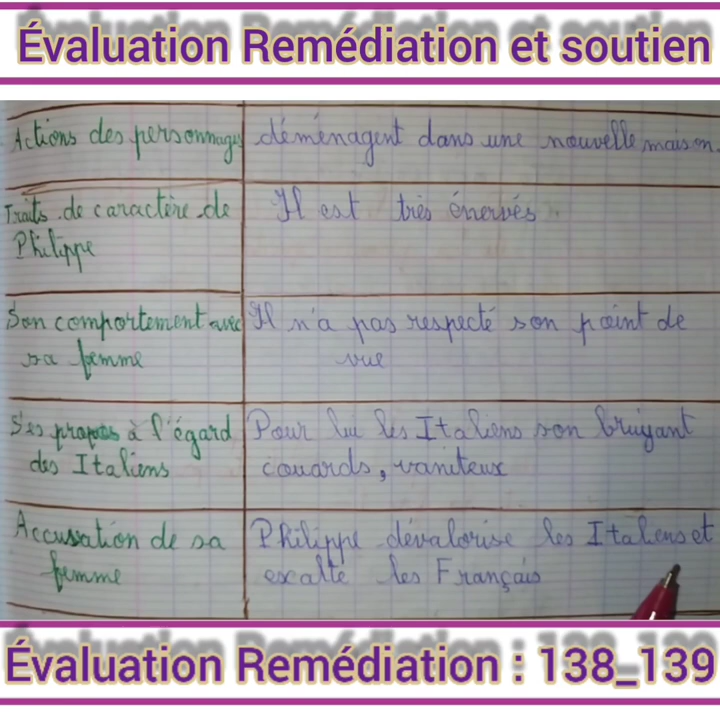 Évaluation Remédiation et soutien
Actions des personnages déménagent dans une nouvelle maison.
Traits de caractère de Il est très énervés.
Philippe
Son comportement avec Il n'a pas respecté son point de
sa femme vue
Ses propos à l'égard Pour lui les Italiens son bruyant
des Italiens couards, vaniteux
Accusation de sa Philippe dévalorise les Italiens et
femme excalte les Français
Évaluation Remédiation : 138_139